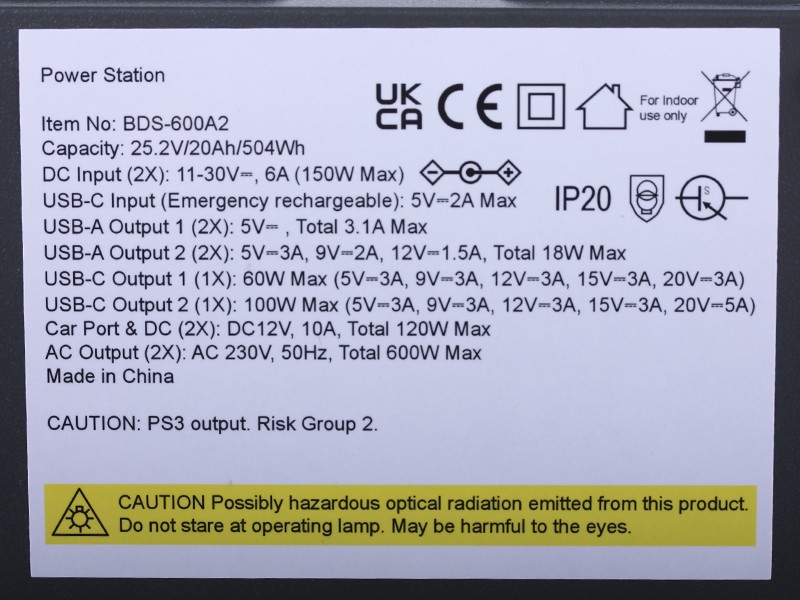 Power Station
UK
CA
CE
For Indoor
use only
Item No: BDS-600A2
Capacity: 25.2V/20Ah/504Wh
DC Input (2X): 11-30V⎓, 6A (150W Max)
USB-C Input (Emergency rechargeable): 5V⎓2A Max
IP20
S
USB-A Output 1 (2X): 5V⎓ , Total 3.1A Max
USB-A Output 2 (2X): 5V⎓3A, 9V⎓2A, 12V⎓1.5A, Total 18W Max
USB-C Output 1 (1X): 60W Max (5V⎓3A, 9V⎓3A, 12V⎓3A, 15V⎓3A, 20V⎓3A)
USB-C Output 2 (1X): 100W Max (5V⎓3A, 9V⎓3A, 12V⎓3A, 15V⎓3A, 20V⎓5A)
Car Port & DC (2X): DC12V, 10A, Total 120W Max
AC Output (2X): AC 230V, 50Hz, Total 600W Max
Made in China
CAUTION: PS3 output. Risk Group 2.
CAUTION Possibly hazardous optical radiation emitted from this product.
Do not stare at operating lamp. May be harmful to the eyes.